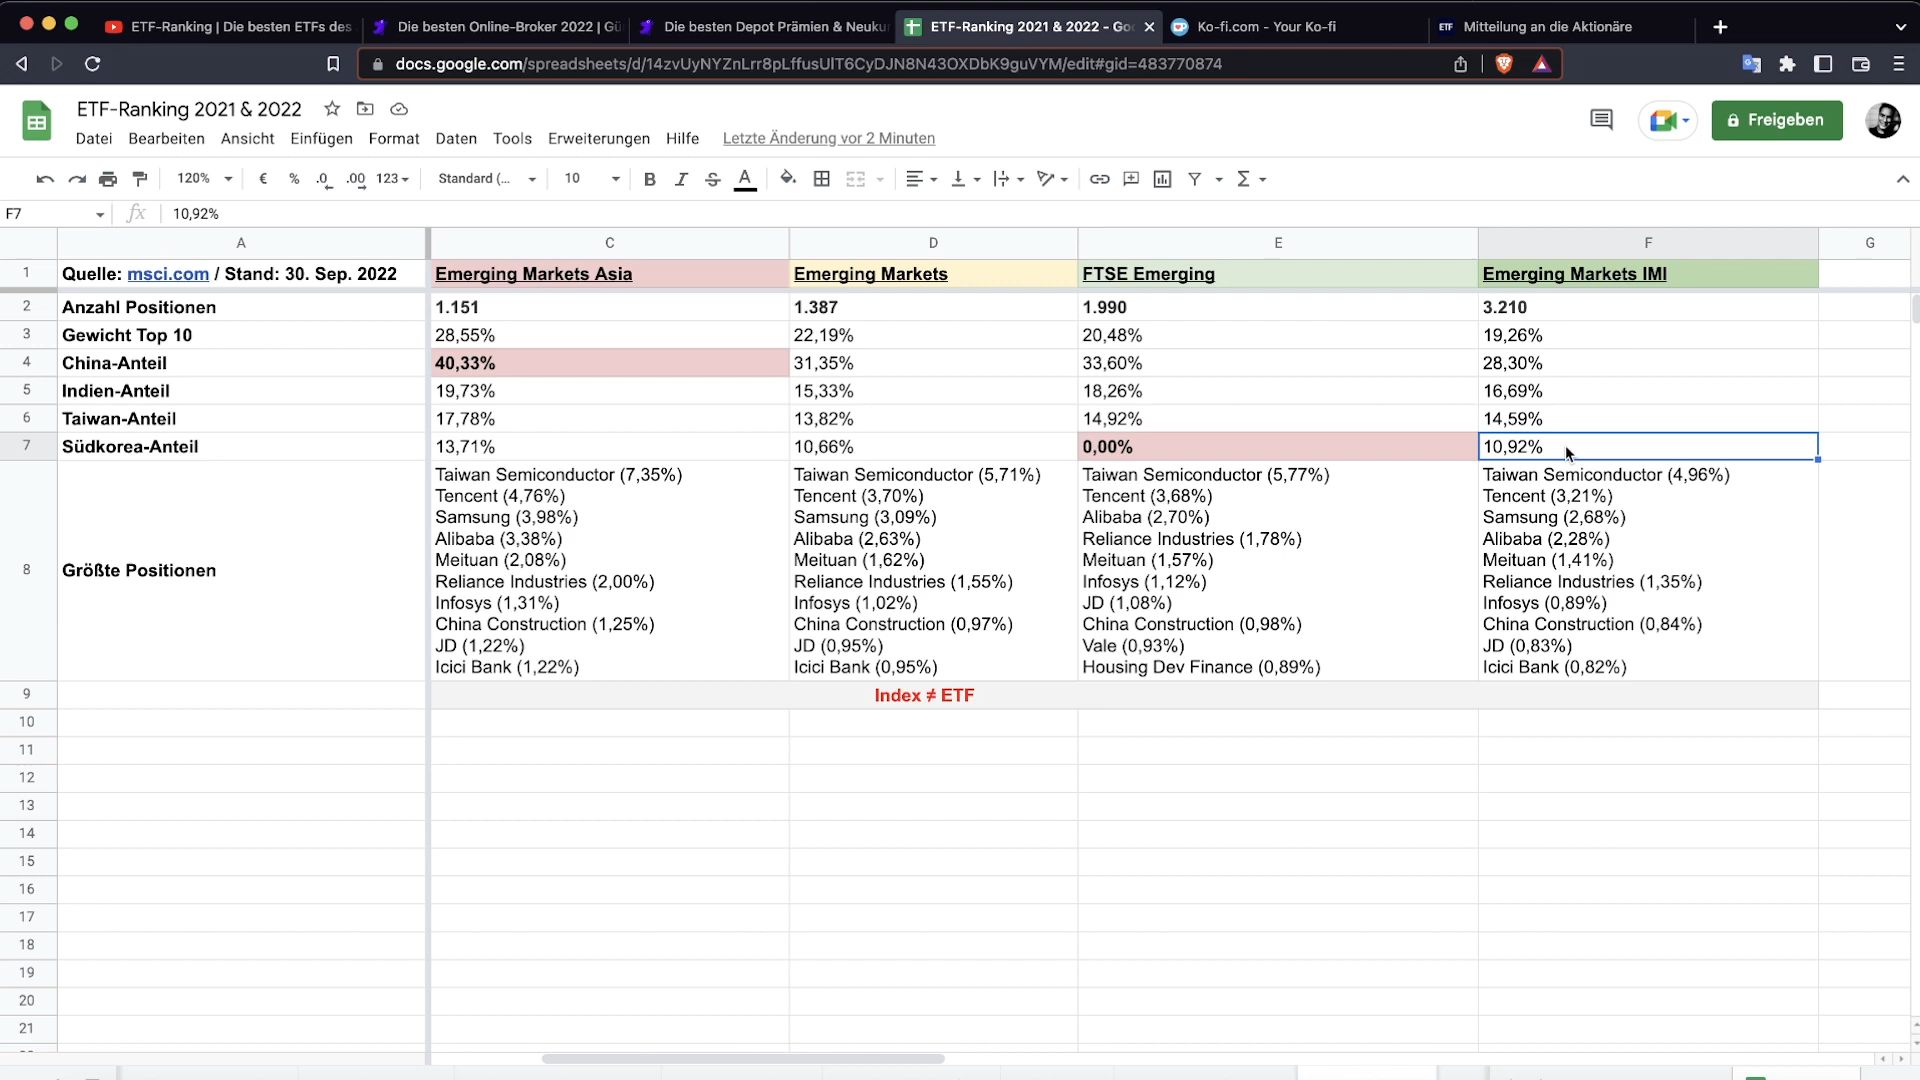 ETF-Ranking | Die besten ETFs des
Die besten Online-Broker 2022 | Gü
Die besten Depot Prämien & Neukun
ETF-Ranking 2021 & 2022 - Goo
Ko-fi.com - Your Ko-fi
ETF Mitteilung an die Aktionäre
docs.google.com/spreadsheets/d/14zvUyNYZnLrr8pLffusUIT6CyDJN8N43OXDbK9guVYM/edit#gid=483770874
ETF-Ranking 2021 & 2022
Freigeben
Datei Bearbeiten Ansicht Einfügen Format Daten Tools Erweiterungen Hilfe Letzte Änderung vor 2 Minuten
120% € % .0 .00 123 Standard (... 10 B I S A Σ
F7 fx 10,92%
A C D E F G
1 Quelle: msci.com / Stand: 30. Sep. 2022 Emerging Markets Asia Emerging Markets FTSE Emerging Emerging Markets IMI
2 Anzahl Positionen 1.151 1.387 1.990 3.210
3 Gewicht Top 10 28,55% 22,19% 20,48% 19,26%
4 China-Anteil 40,33% 31,35% 33,60% 28,30%
5 Indien-Anteil 19,73% 15,33% 18,26% 16,69%
6 Taiwan-Anteil 17,78% 13,82% 14,92% 14,59%
7 Südkorea-Anteil 13,71% 10,66% 0,00% 10,92%
8 Größte Positionen
Taiwan Semiconductor (7,35%)
Tencent (4,76%)
Samsung (3,98%)
Alibaba (3,38%)
Meituan (2,08%)
Reliance Industries (2,00%)
Infosys (1,31%)
China Construction (1,25%)
JD (1,22%)
Icici Bank (1,22%)
Taiwan Semiconductor (5,71%)
Tencent (3,70%)
Samsung (3,09%)
Alibaba (2,63%)
Meituan (1,62%)
Reliance Industries (1,55%)
Infosys (1,02%)
China Construction (0,97%)
JD (0,95%)
Icici Bank (0,95%)
Taiwan Semiconductor (5,77%)
Tencent (3,68%)
Alibaba (2,70%)
Reliance Industries (1,78%)
Meituan (1,57%)
Infosys (1,12%)
JD (1,08%)
China Construction (0,98%)
Vale (0,93%)
Housing Dev Finance (0,89%)
Taiwan Semiconductor (4,96%)
Tencent (3,21%)
Samsung (2,68%)
Alibaba (2,28%)
Meituan (1,41%)
Reliance Industries (1,35%)
Infosys (0,89%)
China Construction (0,84%)
JD (0,83%)
Icici Bank (0,82%)
9 Index ≠ ETF
10
11
12
13
14
15
16
17
18
19
20
21